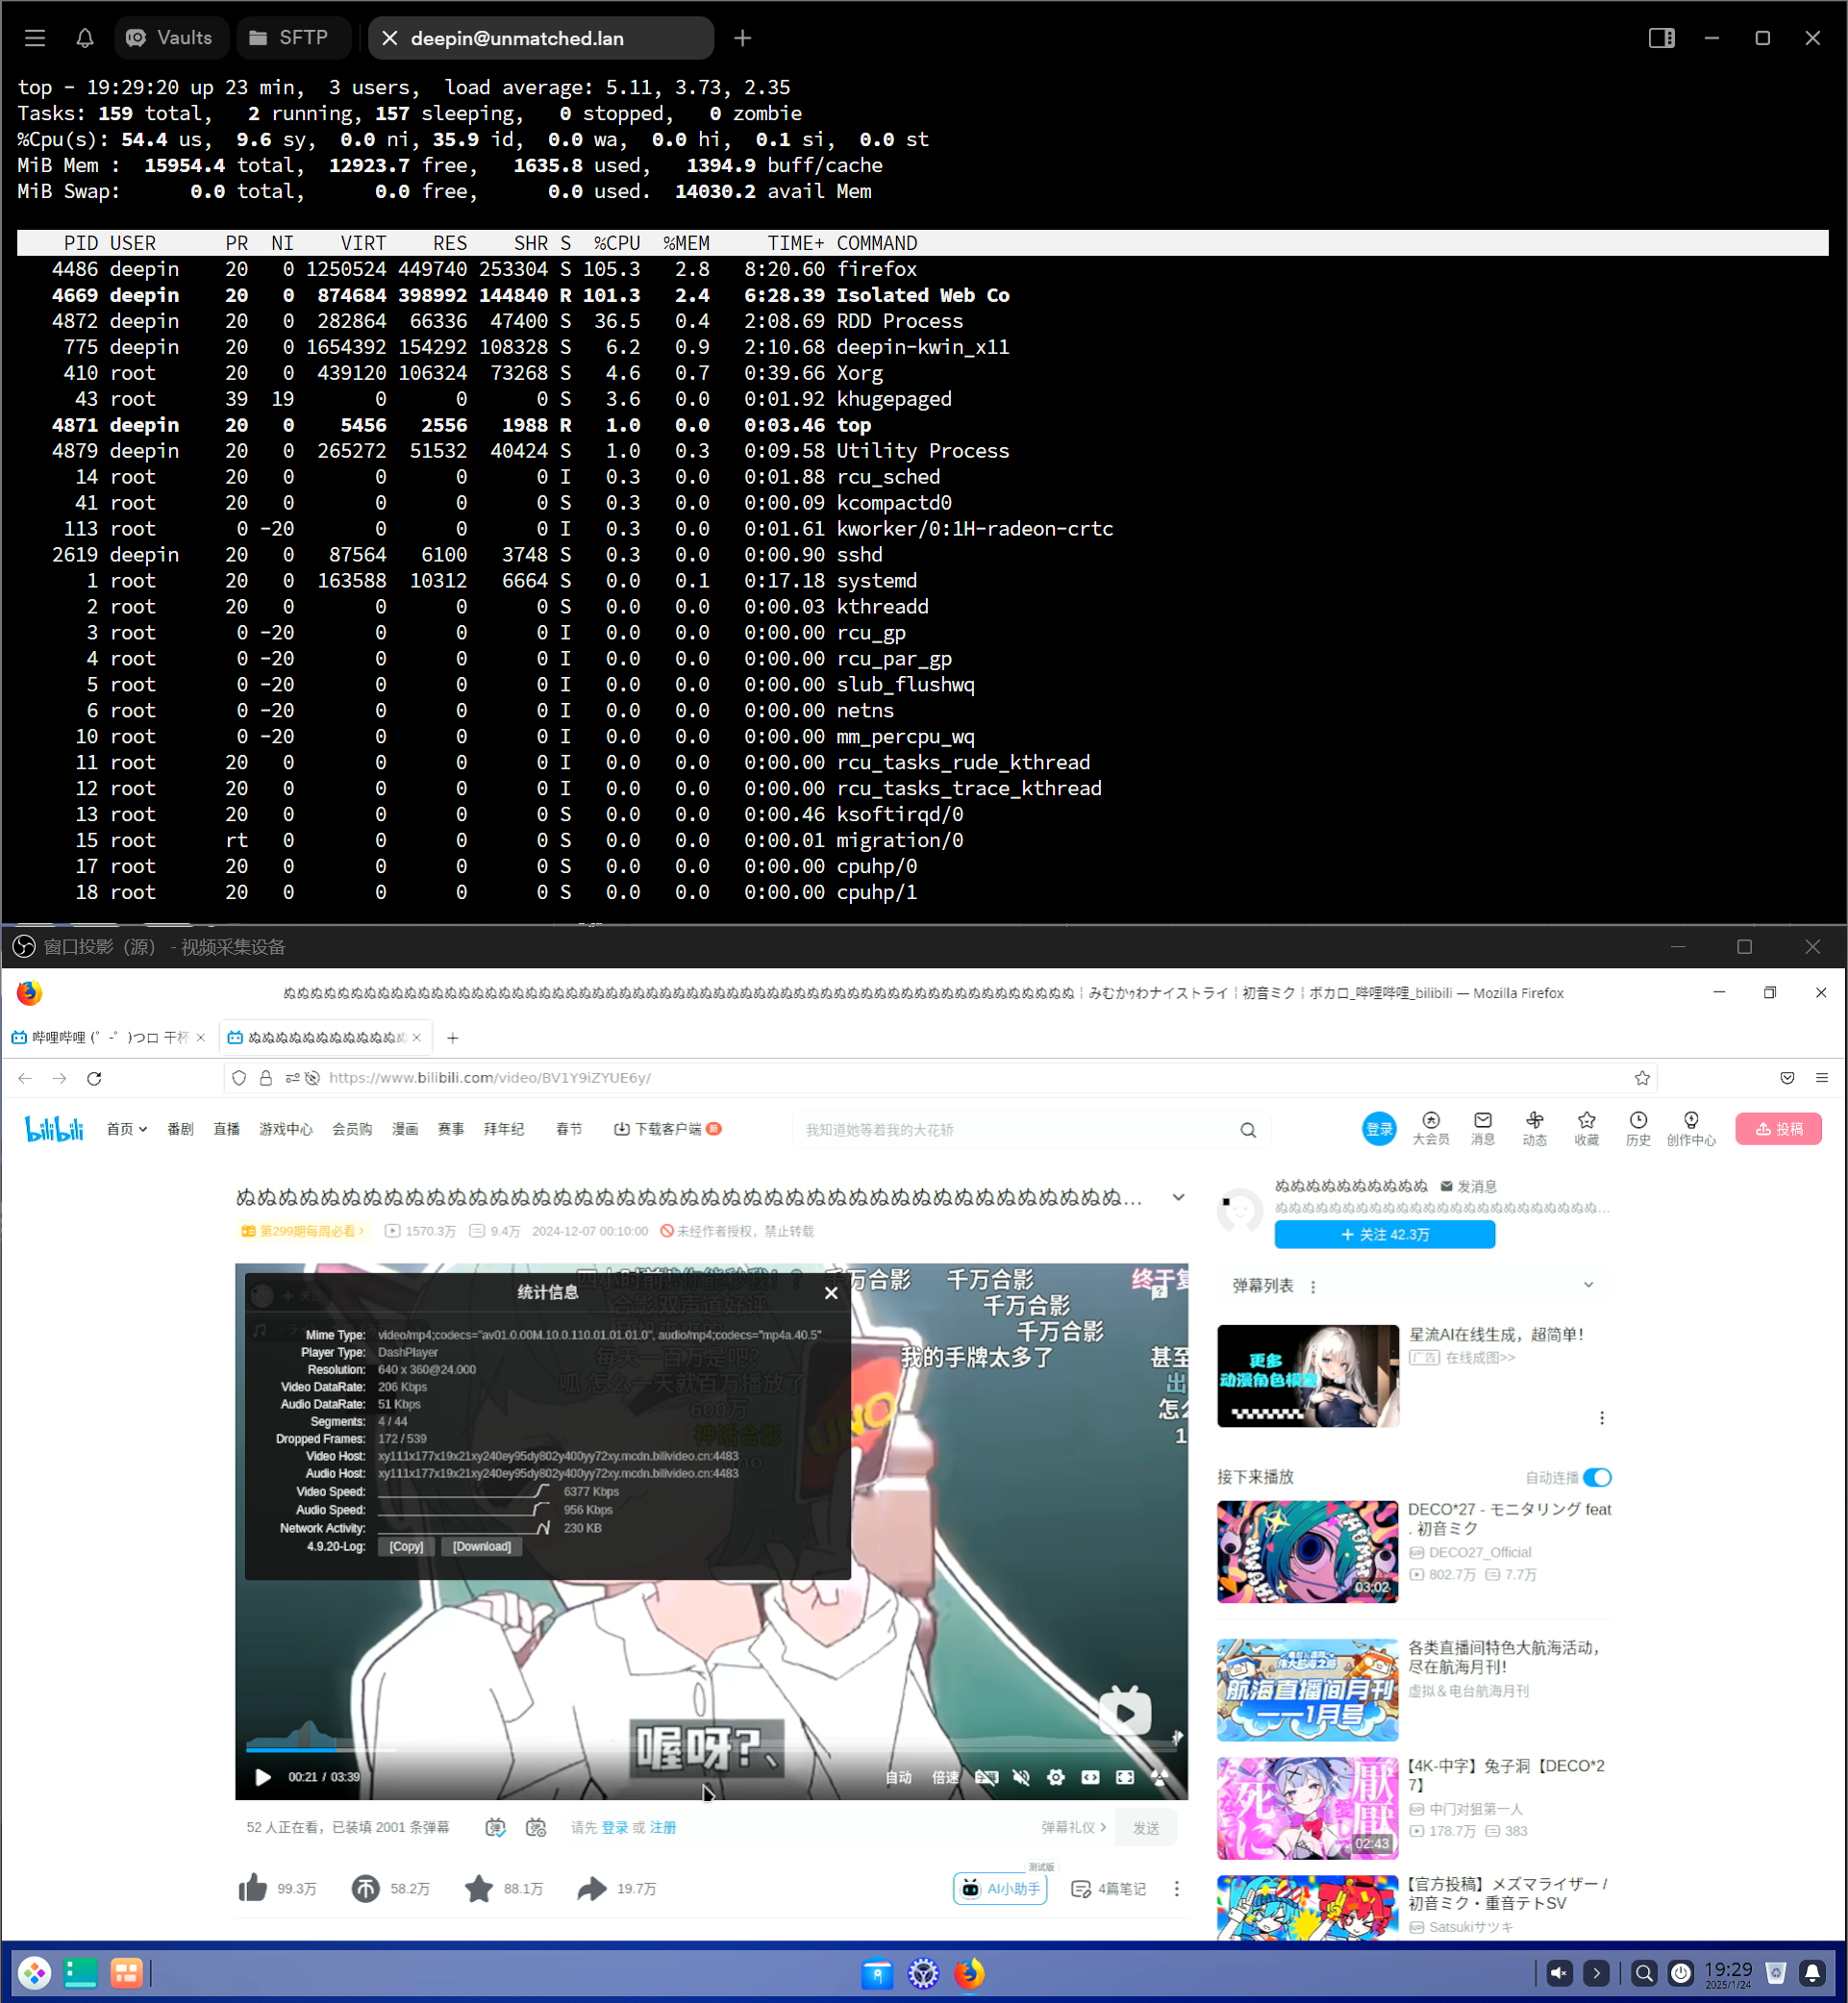 Vaults
SFTP
deepin@unmatched.lan
top - 19:29:20 up 23 min,  3 users,  load average: 5.11, 3.73, 2.35
Tasks: 159 total,   2 running, 157 sleeping,   0 stopped,   0 zombie
%Cpu(s): 54.4 us,  9.6 sy,  0.0 ni, 35.9 id,  0.0 wa,  0.0 hi,  0.1 si,  0.0 st
MiB Mem :  15954.4 total,  12923.7 free,   1635.8 used,   1394.9 buff/cache
MiB Swap:      0.0 total,      0.0 free,      0.0 used.  14030.2 avail Mem
PID USER      PR  NI    VIRT    RES    SHR S  %CPU  %MEM     TIME+ COMMAND
4486 deepin    20   0 1250524 449740 253304 S 105.3   2.8   8:20.60 firefox
4669 deepin    20   0  874684 398992 144840 R 101.3   2.4   6:28.39 Isolated Web Co
4872 deepin    20   0  282864  66336  47400 S  36.5   0.4   2:08.69 RDD Process
775 deepin    20   0 1654392 154292 108328 S   6.2   0.9   2:10.68 deepin-kwin_x11
410 root      20   0  439120 106324  73268 S   4.6   0.7   0:39.66 Xorg
43 root      39  19       0      0      0 S   3.6   0.0   0:01.92 khugepaged
4871 deepin    20   0    5456   2556   1988 R   1.0   0.0   0:03.46 top
4879 deepin    20   0  265272  51532  40424 S   1.0   0.3   0:09.58 Utility Process
14 root      20   0       0      0      0 I   0.3   0.0   0:01.88 rcu_sched
41 root      20   0       0      0      0 S   0.3   0.0   0:00.09 kcompactd0
113 root       0 -20       0      0      0 I   0.3   0.0   0:01.61 kworker/0:1H-radeon-crtc
2619 deepin    20   0   87564   6100   3748 S   0.3   0.0   0:00.90 sshd
1 root      20   0  163588  10312   6664 S   0.0   0.1   0:17.18 systemd
2 root      20   0       0      0      0 S   0.0   0.0   0:00.03 kthreadd
3 root       0 -20       0      0      0 I   0.0   0.0   0:00.00 rcu_gp
4 root       0 -20       0      0      0 I   0.0   0.0   0:00.00 rcu_par_gp
5 root       0 -20       0      0      0 I   0.0   0.0   0:00.00 slub_flushwq
6 root       0 -20       0      0      0 I   0.0   0.0   0:00.00 netns
10 root       0 -20       0      0      0 I   0.0   0.0   0:00.00 mm_percpu_wq
11 root      20   0       0      0      0 I   0.0   0.0   0:00.00 rcu_tasks_rude_kthread
12 root      20   0       0      0      0 I   0.0   0.0   0:00.00 rcu_tasks_trace_kthread
13 root      20   0       0      0      0 S   0.0   0.0   0:00.46 ksoftirqd/0
15 root      rt   0       0      0      0 S   0.0   0.0   0:00.01 migration/0
17 root      20   0       0      0      0 S   0.0   0.0   0:00.00 cpuhp/0
18 root      20   0       0      0      0 S   0.0   0.0   0:00.00 cpuhp/1
窗口投影（源） - 视频采集设备
ぬぬぬぬぬぬぬぬぬぬぬぬぬぬぬぬぬぬぬぬぬぬぬぬぬぬぬぬぬぬぬぬぬぬぬぬぬぬぬぬぬぬぬぬぬぬぬぬぬぬぬぬぬぬぬぬぬぬぬ¦みむかゥわナイストライ¦初音ミク¦ボカロ_哔哩哔哩_bilibili — Mozilla Firefox
哔哩哔哩 (゜-゜)つロ 干杯
ぬぬぬぬぬぬぬぬぬぬぬぬ
https://www.bilibili.com/video/BV1Y9iZYUE6y/
bilibili
首页 番剧 直播 游戏中心 会员购 漫画 赛事 拜年纪 春节 下载客户端 新
我知道她等着我的大花轿
登录 大会员 消息 动态 收藏 历史 创作中心 投稿
ぬぬぬぬぬぬぬぬぬぬぬぬぬぬぬぬぬぬぬぬぬぬぬぬぬぬぬぬぬぬぬぬぬぬぬぬぬぬぬぬぬぬ...
第299期每周必看 1570.3万 9.4万 2024-12-07 00:10:00 未经作者授权，禁止转载
ぬぬぬぬぬぬぬぬぬぬ 发消息
ぬぬぬぬぬぬぬぬぬぬぬぬぬぬぬぬぬぬぬぬぬぬぬぬ...
+ 关注 42.3万
千万合影 千万合影 终于
千万合影
千万合影
我的手牌太多了 甚至
出
怎么
1
UNO
统计信息
Mime Type: video/mp4;codecs="av01.0.00M.10.0.110.01.01.01.0", audio/mp4;codecs="mp4a.40.5"
Player Type: DashPlayer
Resolution: 640 x 360@24.000
Video DataRate: 206 Kbps
Audio DataRate: 51 Kbps
Segments: 4 / 44
Dropped Frames: 172 / 539
Video Host: xy111x177x19x21xy240ey95dy802y400yy72xy.mcdn.bilivideo.cn:4483
Audio Host: xy111x177x19x21xy240ey95dy802y400yy72xy.mcdn.bilivideo.cn:4483
Video Speed: 6377 Kbps
Audio Speed: 956 Kbps
Network Activity: 230 KB
4.9.20-Log: [Copy] [Download]
合影双声道好评
每天一百万是吧?
呱 怎么一天就百万播放了
600万
神话合影
喔呀?、
00:21 / 03:39
自动 倍速
52 人正在看，已装填 2001 条弹幕
请先 登录 或 注册
弹幕礼仪
发送
99.3万 58.2万 88.1万 19.7万
测试版
AI小助手
4篇笔记
弹幕列表
更多
动漫角色模型
星流AI在线生成，超简单！
广告 在线成图>>
接下来播放
自动连播
DECO*27 - モニタリング feat
. 初音ミク
DECO27_Official
802.7万 7.7万
03:02
航海直播间月刊
——1月号
各类直播间特色大航海活动，
尽在航海月刊！
虚拟＆电台航海月刊
【4K-中字】兔子洞【DECO*2
7】
中门对狙第一人
178.7万 383
02:43
【官方投稿】メズマライザー /
初音ミク・重音テトSV
Satsukiサツキ
19:29
2025/1/24